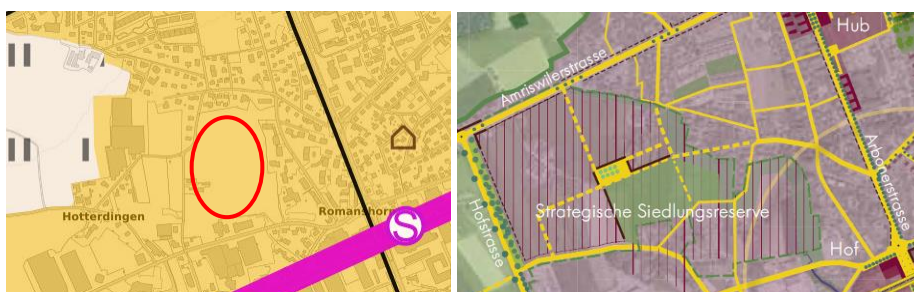 Hotterdingen
Romanshorn
S
Hub
Amriswilerstrasse
Arbonerstrasse
Strategische Siedlungsreserve
Hofstrasse
Hof